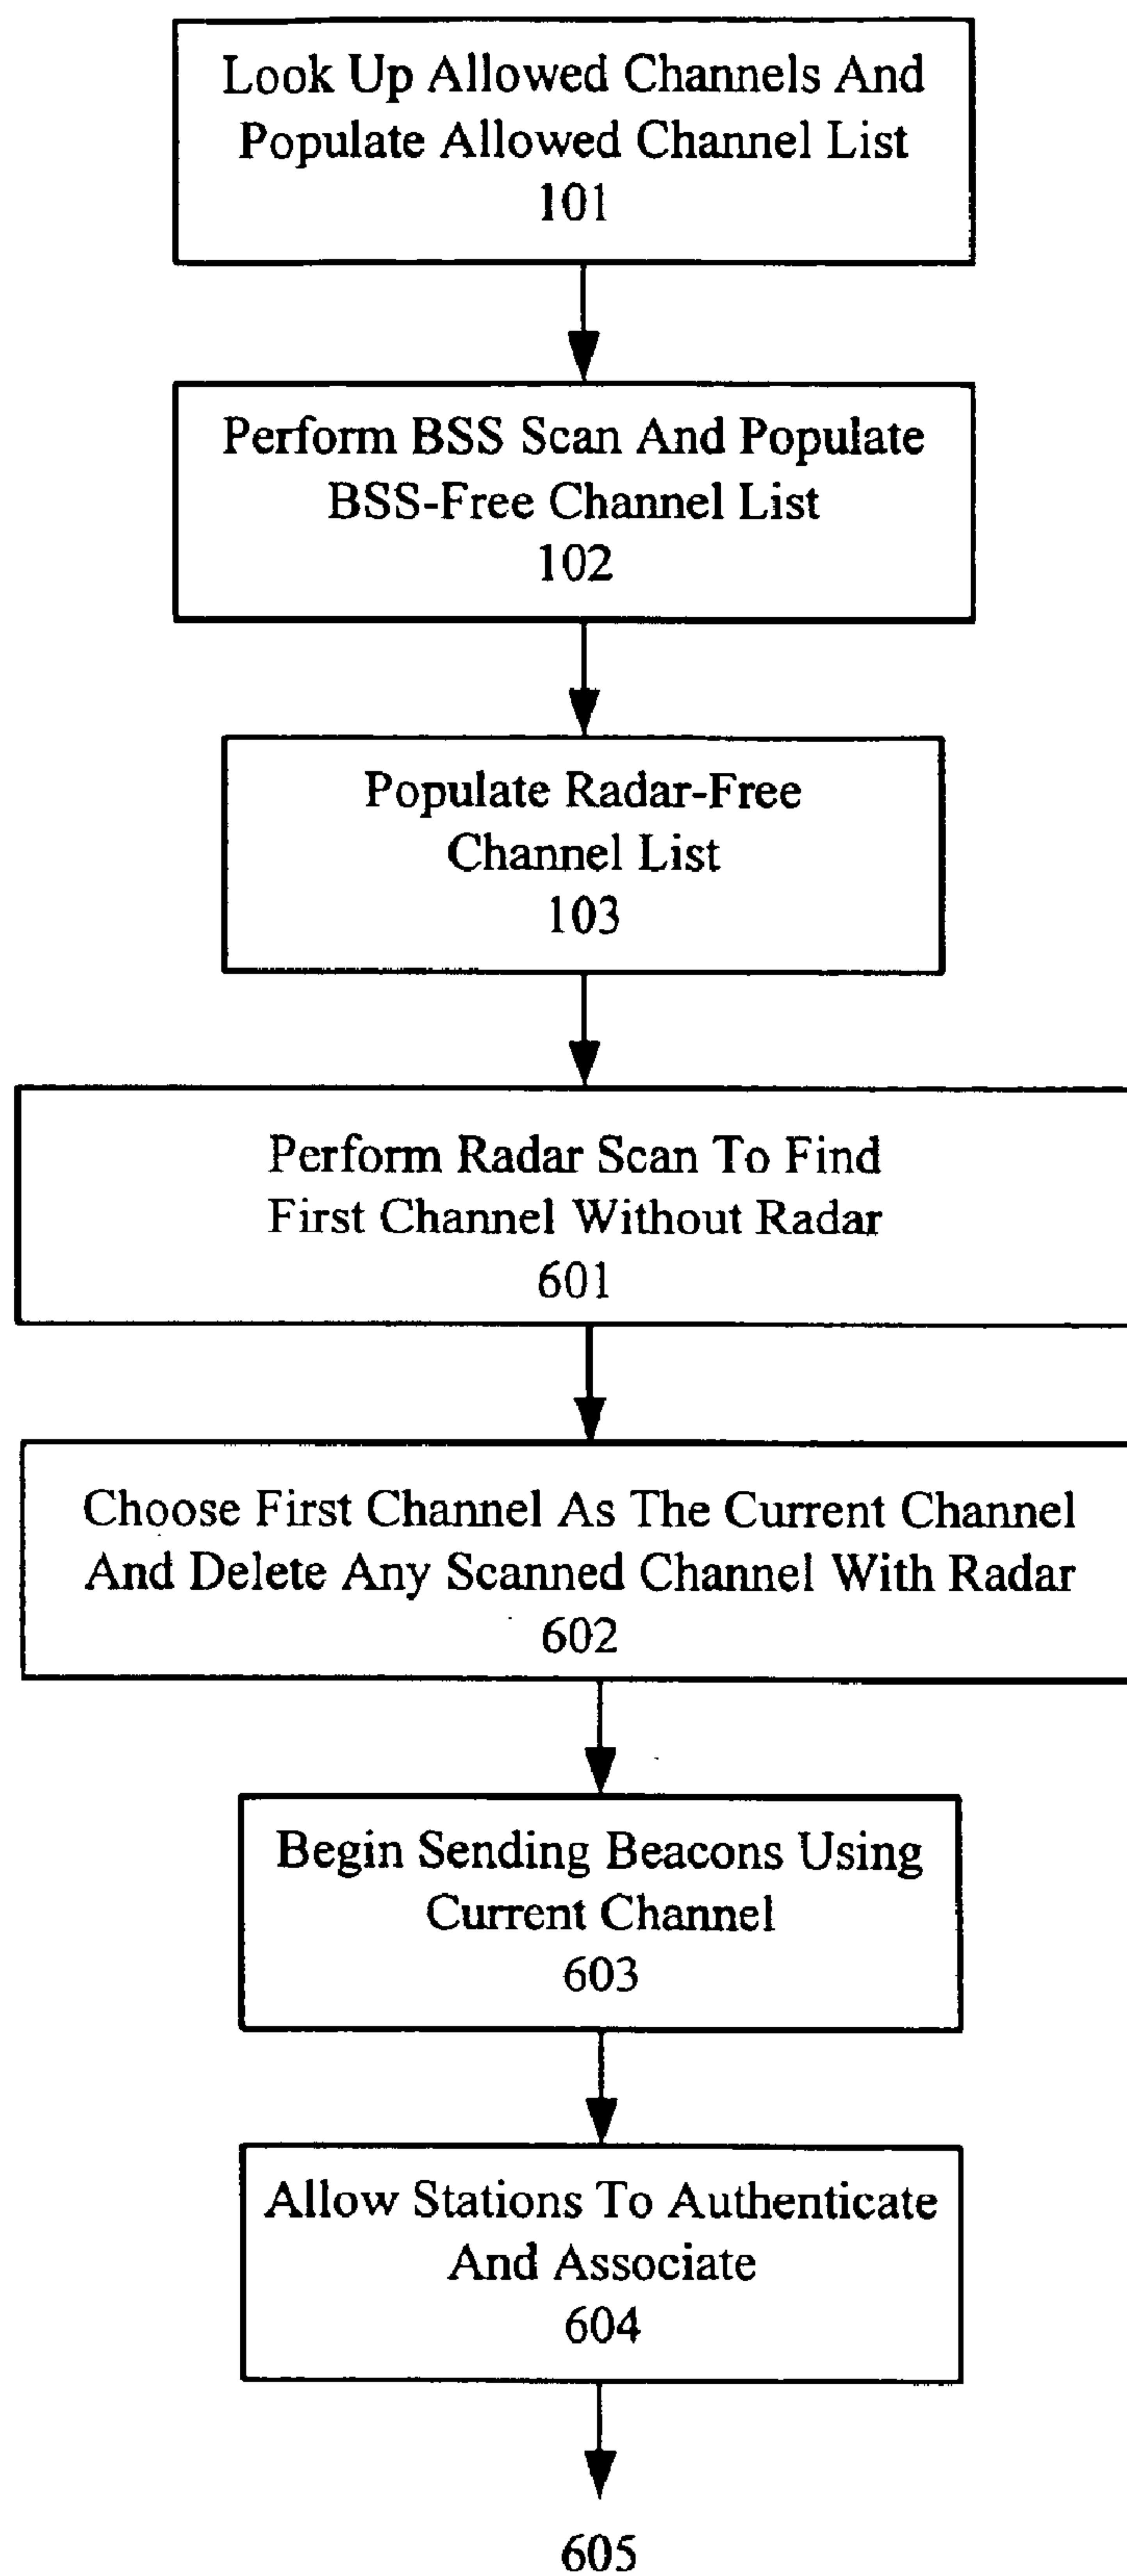 Look Up Allowed Channels And
Populate Allowed Channel List
101
Perform BSS Scan And Populate
BSS-Free Channel List
102
Populate Radar-Free
Channel List
103
Perform Radar Scan To Find
First Channel Without Radar
601
Choose First Channel As The Current Channel
And Delete Any Scanned Channel With Radar
602
Begin Sending Beacons Using
Current Channel
603
Allow Stations To Authenticate
And Associate
604
605